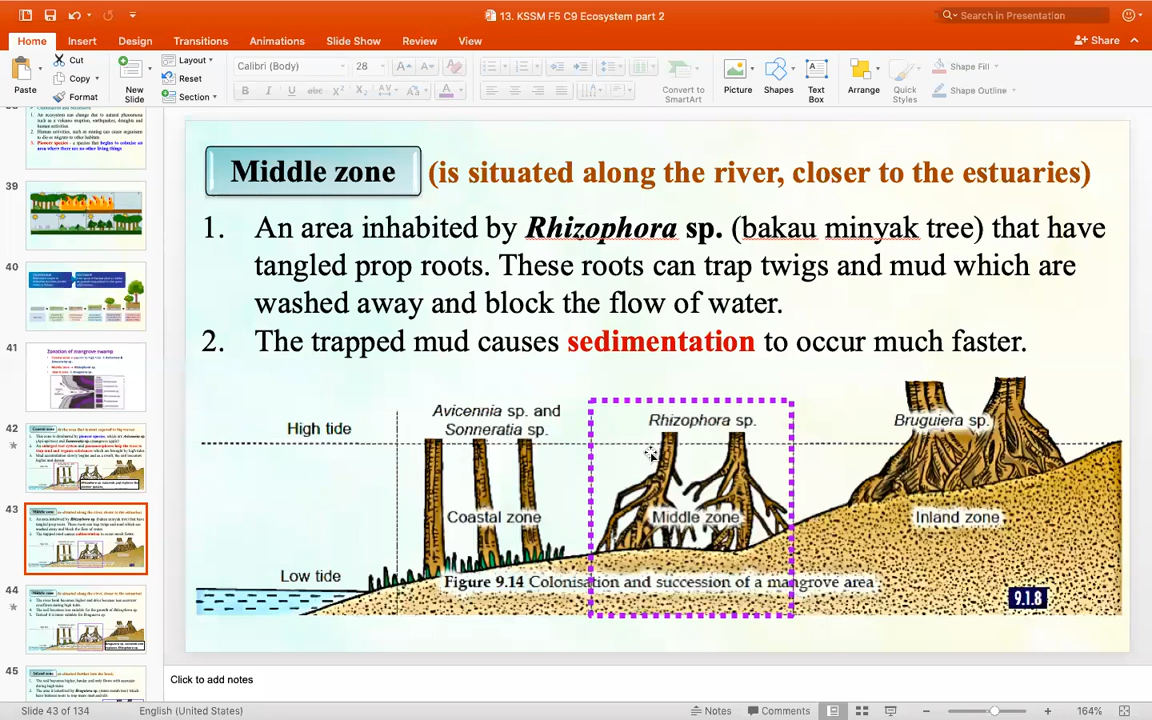 13. KSSM F5 C9 Ecosystem part 2
Search in Presentation
Home Insert Design Transitions Animations Slide Show Review View
Share
Paste
Cut
Copy
Format
New Slide
Layout
Reset
Section
Calibri (Body) 28
Convert to SmartArt
Picture
Shapes
Text Box
Arrange
Quick Styles
Shape Fill
Shape Outline
39
40
41
Zonation of mangrove swamp
42
43
44
45
Middle zone (is situated along the river, closer to the estuaries)
1. An area inhabited by Rhizophora sp. (bakau minyak tree) that have
tangled prop roots. These roots can trap twigs and mud which are
washed away and block the flow of water.
2. The trapped mud causes sedimentation to occur much faster.
High tide
Avicennia sp. and
Sonneratia sp.
Rhizophora sp.
Bruguiera sp.
Coastal zone
Middle zone
Inland zone
Low tide
Figure 9.14 Colonisation and succession of a mangrove area
9.1.8
Click to add notes
Slide 43 of 134
English (United States)
Notes
Comments
164%